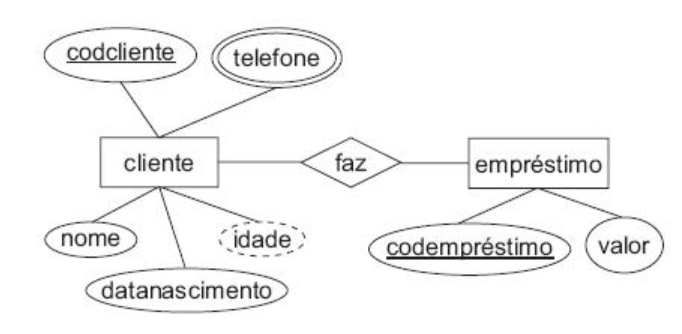 codcliente
telefone
cliente
faz
empréstimo
nome
idade
codempréstimo
valor
datanascimento